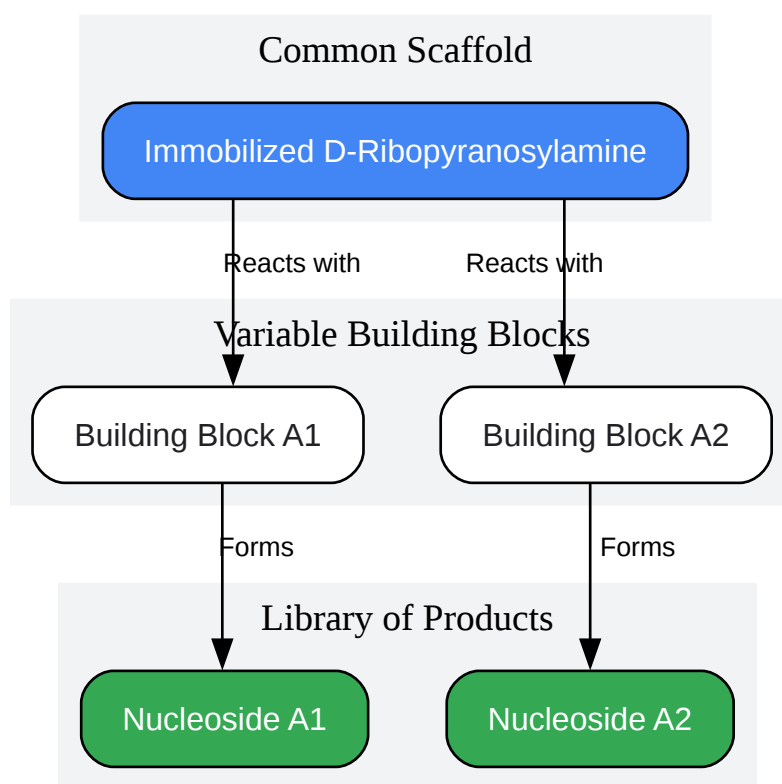 Common Scaffold
Immobilized D-Ribopyranosylamine
Reacts with
Reacts with
Variable Building Blocks
Building Block A1
Building Block A2
Forms
Forms
Library of Products
Nucleoside A1
Nucleoside A2